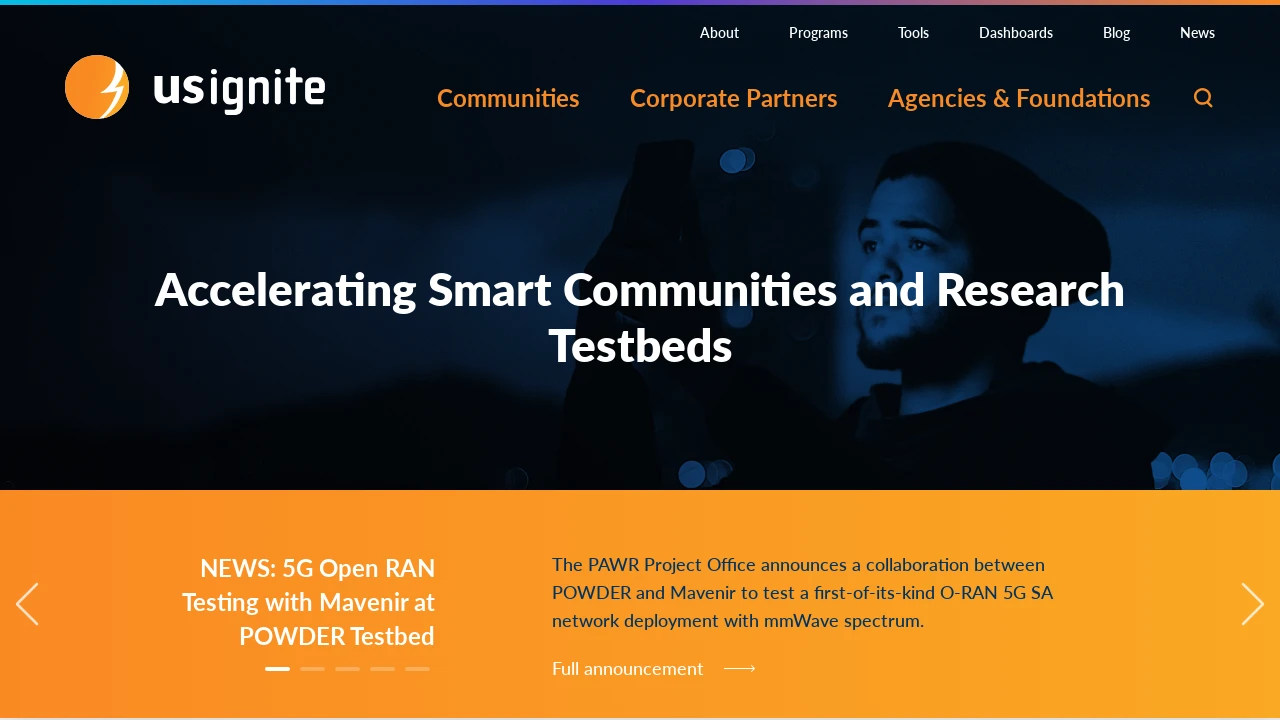 About
Programs
Tools
Dashboards
Blog
News
usignite
Communities
Corporate Partners
Agencies & Foundations
Accelerating Smart Communities and Research
Testbeds
NEWS: 5G Open RAN
Testing with Mavenir at
POWDER Testbed
The PAWR Project Office announces a collaboration between
POWDER and Mavenir to test a first-of-its-kind O-RAN 5G SA
network deployment with mmWave spectrum.
Full announcement